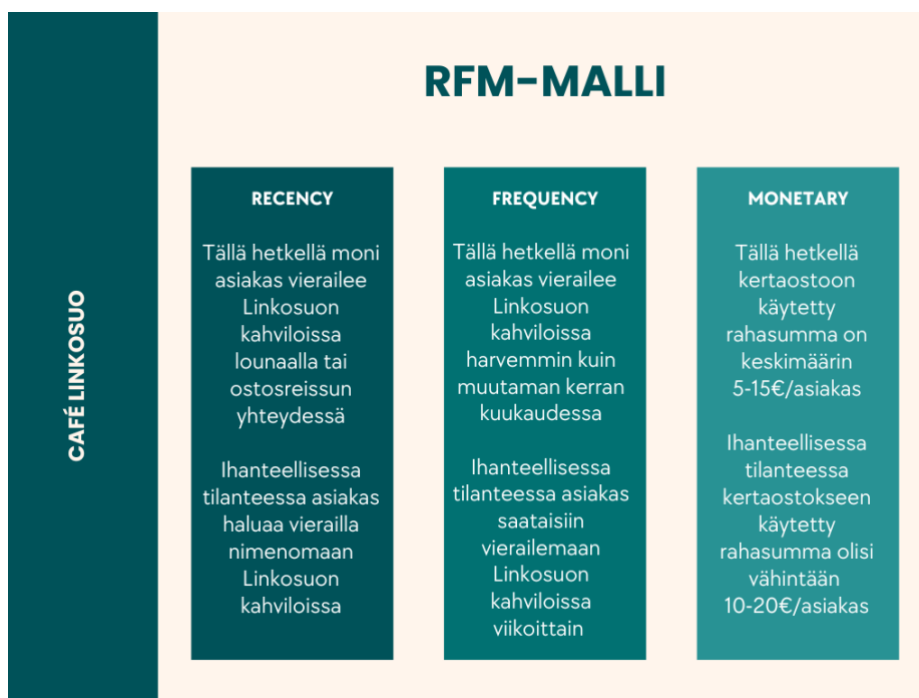 CAFÉ LINKOSUO
RFM-MALLI
RECENCY
Tällä hetkellä moni
asiakas vierailee
Linkosuon
kahviloissa
lounaalla tai
ostosreissun
yhteydessä
Ihanteellisessa
tilanteessa asiakas
haluaa vierailla
nimenomaan
Linkosuon
kahviloissa
FREQUENCY
Tällä hetkellä moni
asiakas vierailee
Linkosuon
kahviloissa
harvemmin kuin
muutaman kerran
kuukaudessa
Ihanteellisessa
tilanteessa asiakas
saataisiin
vierailemaan
Linkosuon
kahviloissa
viikoittain
MONETARY
Tällä hetkellä
kertaostoon
käytetty
rahasumma on
keskimäärin
5-15€/asiakas
Ihanteellisessa
tilanteessa
kertaostokseen
käytetty
rahasumma olisi
vähintään
10-20€/asiakas